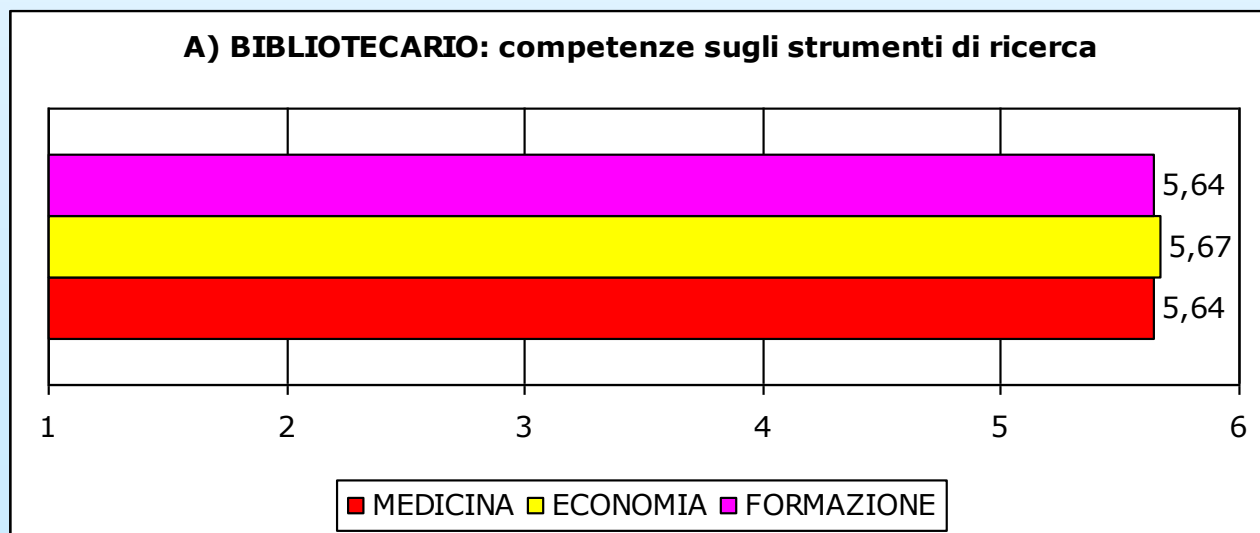 A) BIBLIOTECARIO: competenze sugli strumenti di ricerca
5,64
5,67
5,64
1 2 3 4 5 6
MEDICINA ECONOMIA FORMAZIONE